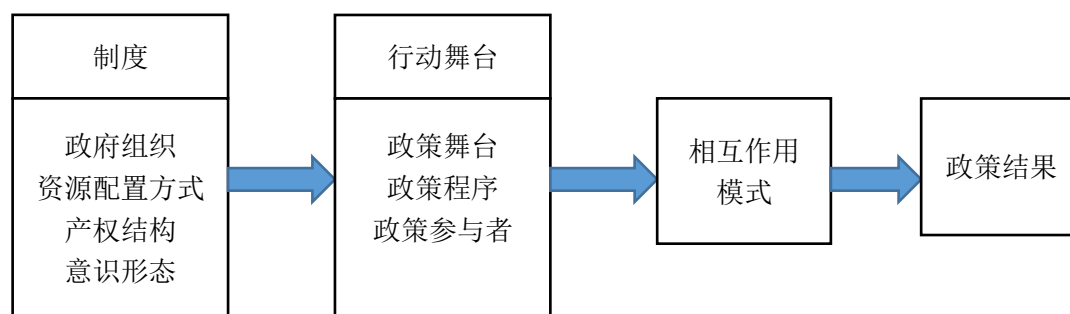 制度
政府组织
资源配置方式
产权结构
意识形态
行动舞台
政策舞台
政策程序
政策参与者
相互作用
模式
政策结果